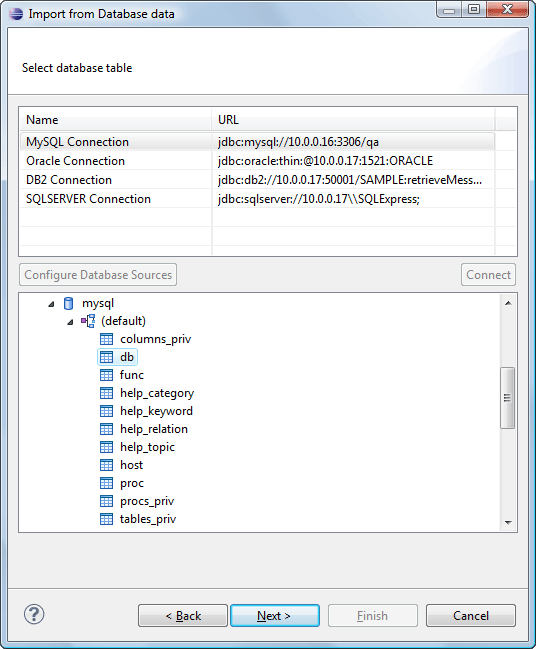 Import from Database data
Select database table
Name URL
MySQL Connection jdbc:mysql://10.0.0.16:3306/qa
Oracle Connection jdbc:oracle:thin:@10.0.0.17:1521:ORACLE
DB2 Connection jdbc:db2://10.0.0.17:50001/SAMPLE:retrieveMess...
SQLSERVER Connection jdbc:sqlserver://10.0.0.17\\SQLExpress;
Configure Database Sources Connect
mysql
(default)
columns_priv
db
func
help_category
help_keyword
help_relation
help_topic
host
proc
procs_priv
tables_priv
? < Back Next > Finish Cancel